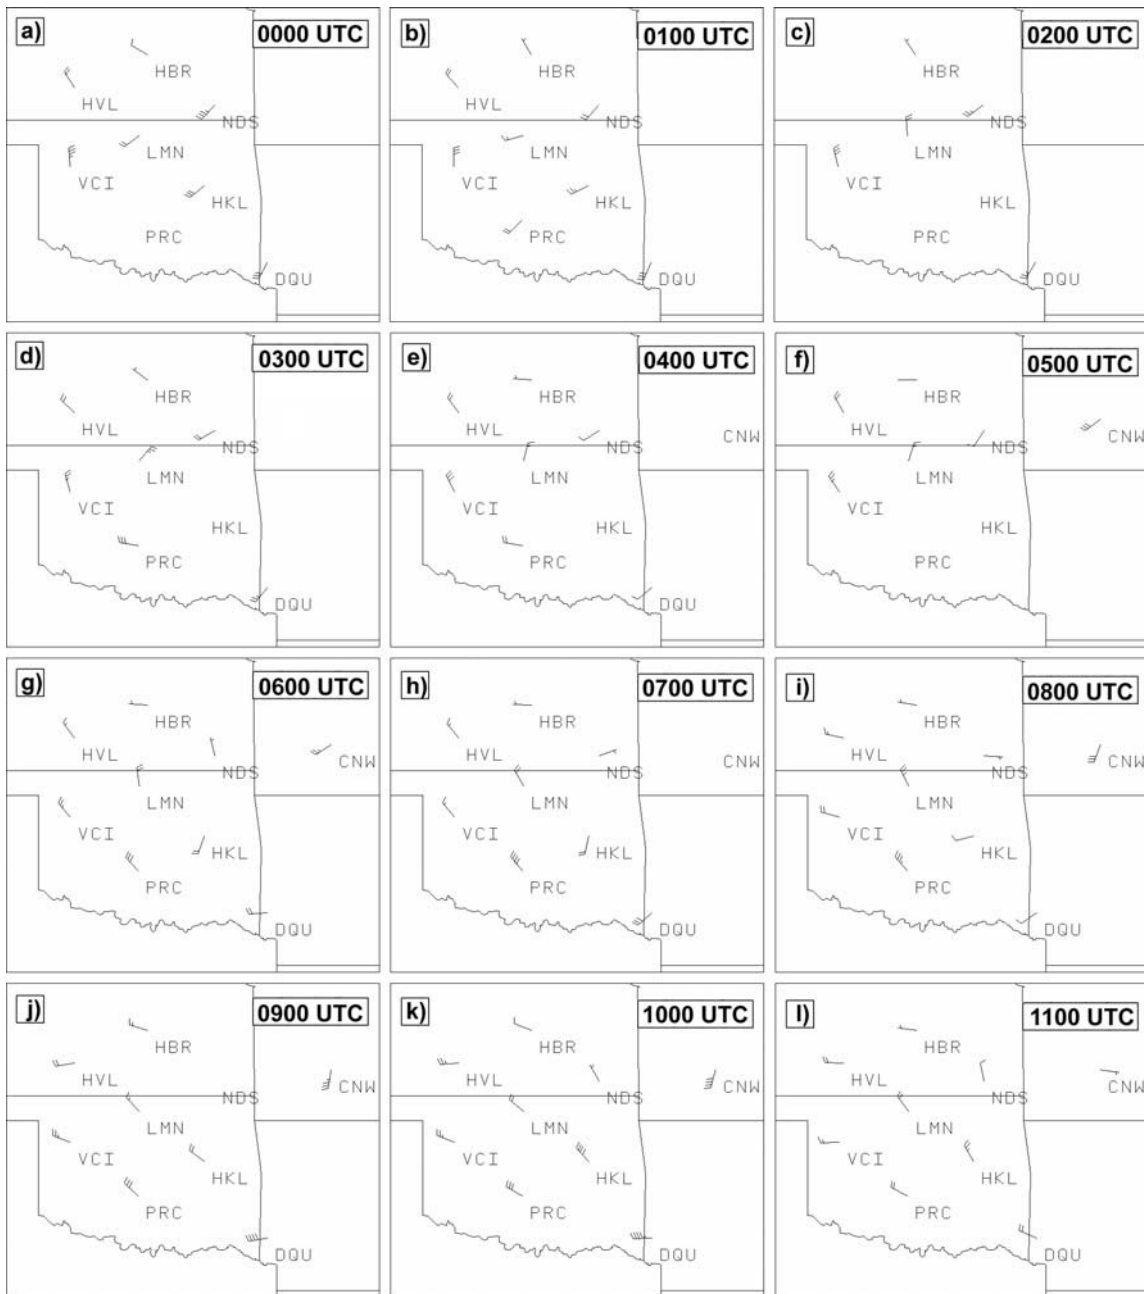 a) 0000 UTC
HBR
HVL
NDS
LMN
VCI
HKL
PRC
DQU
b) 0100 UTC
HBR
HVL
NDS
LMN
VCI
HKL
PRC
DQU
c) 0200 UTC
HBR
NDS
LMN
VCI
HKL
PRC
DQU
d) 0300 UTC
HBR
HVL
NDS
LMN
VCI
HKL
PRC
DQU
e) 0400 UTC
HBR
HVL
NDS
CNW
LMN
VCI
HKL
PRC
DQU
f) 0500 UTC
HBR
HVL
NDS
CNW
LMN
VCI
HKL
PRC
g) 0600 UTC
HBR
HVL
CNW
NDS
LMN
VCI
HKL
PRC
DQU
h) 0700 UTC
HBR
HVL
CNW
NDS
LMN
VCI
HKL
PRC
DQU
i) 0800 UTC
HBR
HVL
CNW
NDS
LMN
VCI
HKL
PRC
DQU
j) 0900 UTC
HBR
HVL
CNW
NDS
LMN
VCI
HKL
PRC
DQU
k) 1000 UTC
HBR
HVL
CNW
NDS
LMN
VCI
HKL
PRC
DQU
l) 1100 UTC
HBR
HVL
CNW
NDS
LMN
VCI
HKL
PRC
DQU